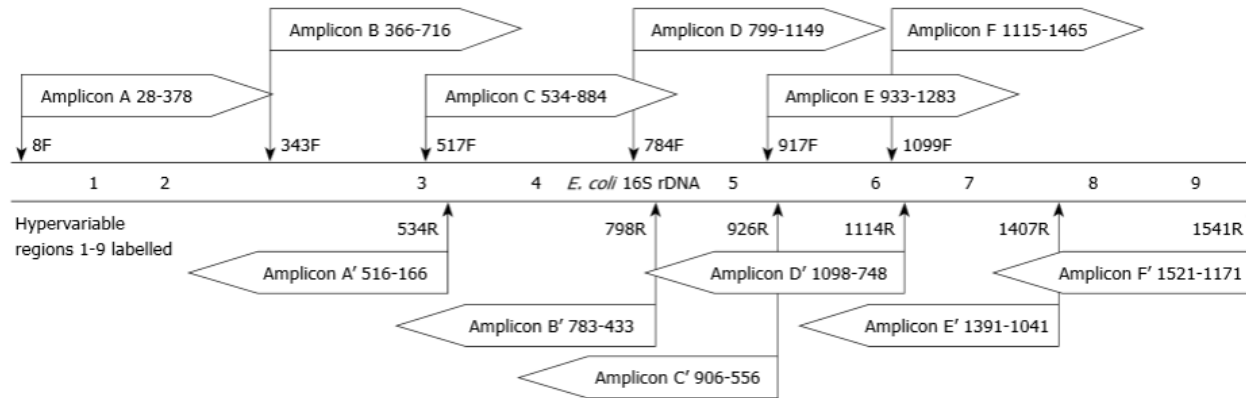 Amplicon B 366-716
Amplicon D 799-1149
Amplicon F 1115-1465
Amplicon A 28-378
Amplicon C 534-884
Amplicon E 933-1283
8F
343F
517F
784F
917F
1099F
1 2 3 4 E. coli 16S rDNA 5 6 7 8 9
Hypervariable
regions 1-9 labelled
534R
798R
926R
1114R
1407R
1541R
Amplicon A′ 516-166
Amplicon D′ 1098-748
Amplicon F′ 1521-1171
Amplicon B′ 783-433
Amplicon E′ 1391-1041
Amplicon C′ 906-556